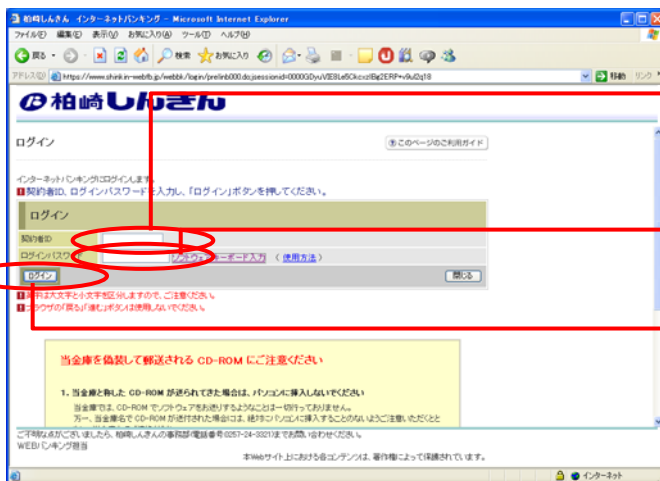 柏崎しんきん インターネットバンキング - Microsoft Internet Explorer
ファイル(F) 編集(E) 表示(V) お気に入り(A) ツール(T) ヘルプ(H)
戻る 検索 お気に入り
アドレス(D) 移動 リンク
柏崎しんきん
ログイン
このページのご利用ガイド
インターネットバンキングにログインします。
契約者ID、ログインパスワードを入力し、「ログイン」ボタンを押してください。
ログイン
契約者ID
ログインパスワード ソフトウェアキーボード入力 (使用方法)
ログイン 閉じる
英字は大文字と小文字を区分しますので、ご注意ください。
ブラウザの「戻る」「進む」ボタンは使用しないでください。
当金庫を偽装して郵送される CD-ROM にご注意ください
1. 当金庫と称した CD-ROM が送られてきた場合は、パソコンに挿入しないでください
当金庫では、CD-ROM でソフトウェアをお送りするようなことは一切行っておりません。
万一、当金庫名で CD-ROM が送付された場合には、絶対にパソコンに挿入することのないようご注意いただくとと
ご不明な点がございましたら、柏崎しんきんの事務部(電話番号0257-24-3321)までお問い合わせください。
WEBバンキング担当
本Webサイト上における各コンテンツは、著作権によって保護されています。
インターネット